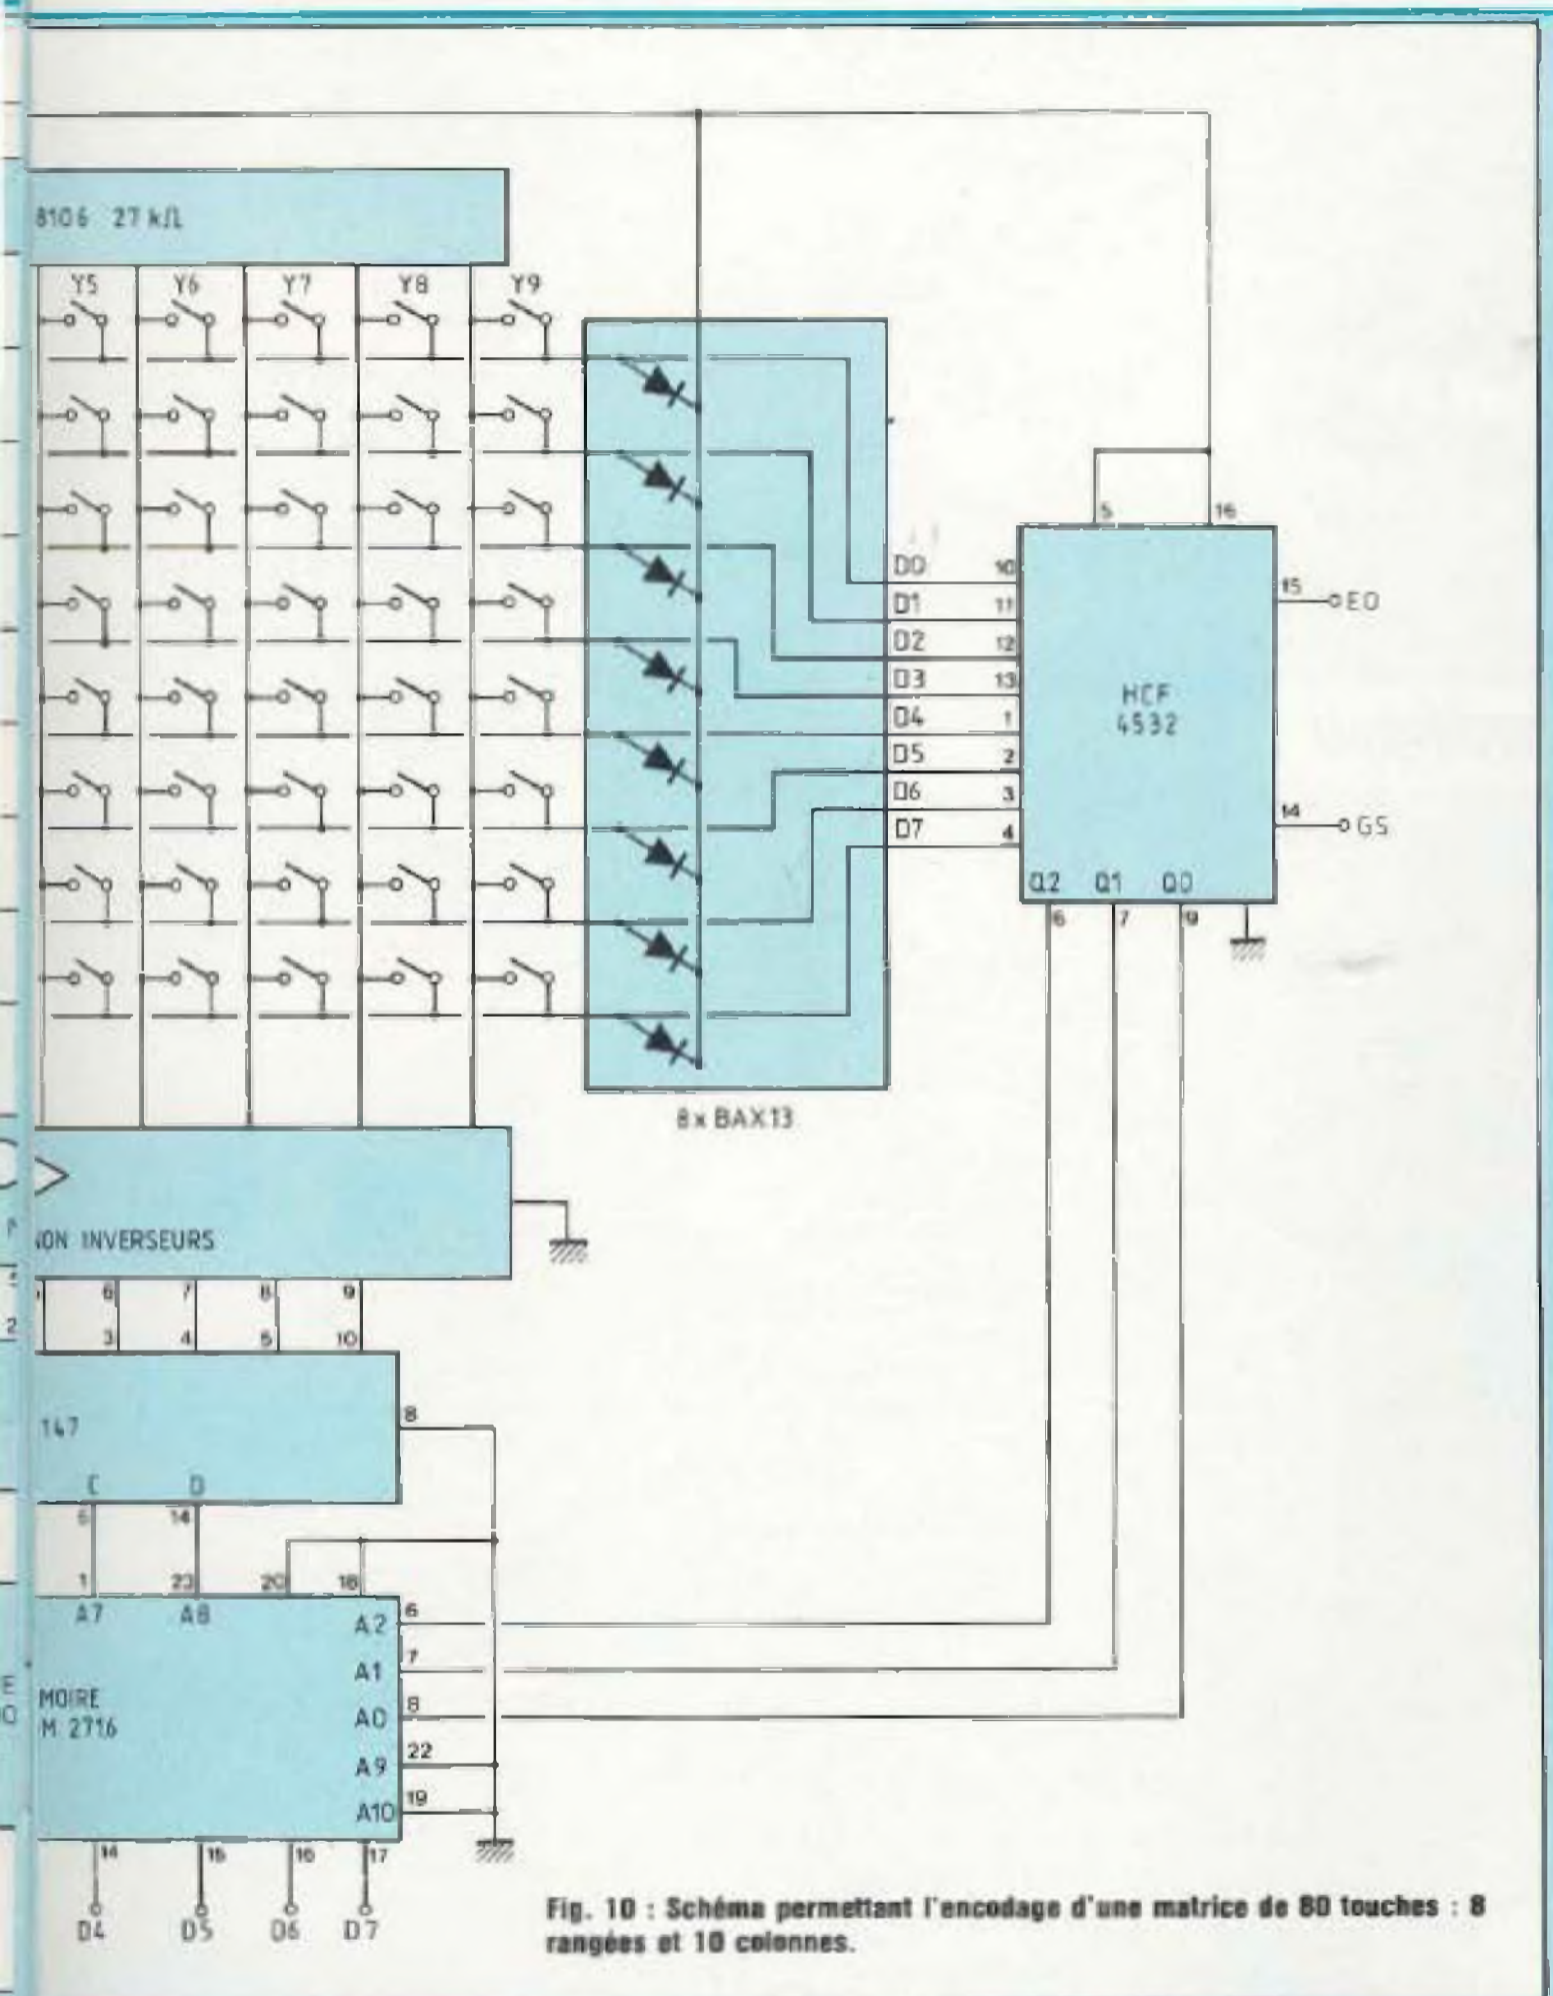 8106 27 kΩ
Y5 Y6 Y7 Y8 Y9
5 16
D0 10
15 EO
D1 11
D2 12
D3 13
HCF
4532
D4 1
D5 2
D6 3
D7 4
14 GS
Q2 Q1 Q0
6 7 9
8 x BAX13
NON INVERSEURS
6 7 8 9
2
3 4 5 10
147
8
C D
6 14
1 23 20 18
A7 A8
A2 6
A1 7
MOIRE
M 2716
A0 8
A9 22
A10 19
14 15 16 17
D4 D5 D6 D7
Fig. 10 : Schéma permettant l'encodage d'une matrice de 80 touches : 8
rangées et 10 colonnes.